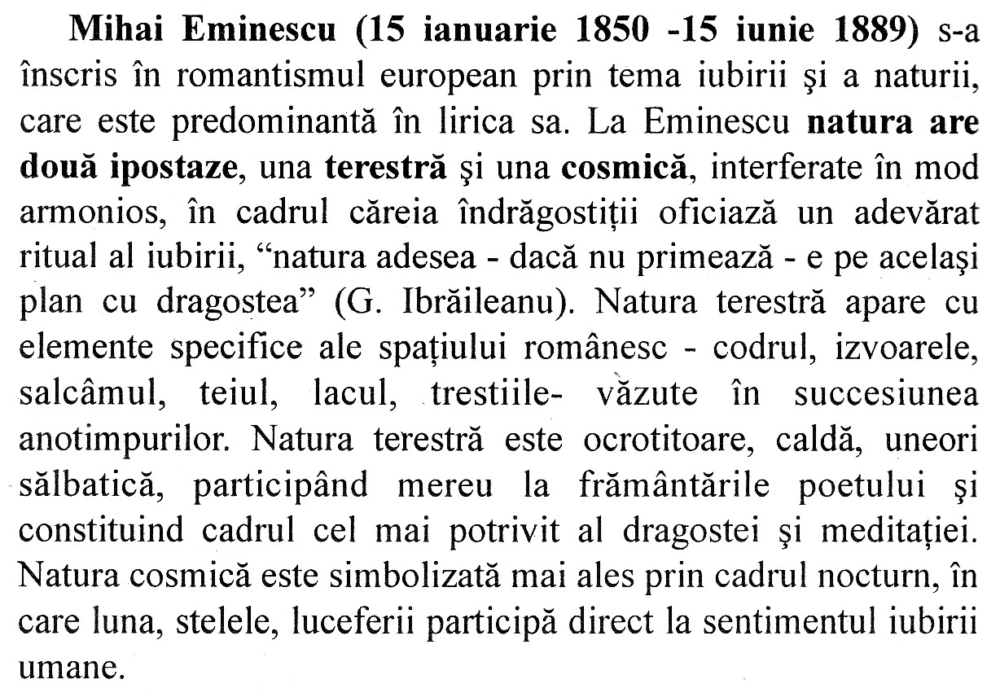 Mihai Eminescu (15 ianuarie 1850 -15 iunie 1889) s-a
înscris în romantismul european prin tema iubirii şi a naturii,
care este predominantă în lirica sa. La Eminescu natura are
două ipostaze, una terestră şi una cosmică, interferate în mod
armonios, în cadrul căreia îndrăgostiţii oficiază un adevărat
ritual al iubirii, “natura adesea - dacă nu primează - e pe acelaşi
plan cu dragostea” (G. Ibrăileanu). Natura terestră apare cu
elemente specifice ale spaţiului românesc - codrul, izvoarele,
salcâmul, teiul, lacul, trestiile- văzute în succesiunea
anotimpurilor. Natura terestră este ocrotitoare, caldă, uneori
sălbatică, participând mereu la frământările poetului şi
constituind cadrul cel mai potrivit al dragostei şi meditaţiei.
Natura cosmică este simbolizată mai ales prin cadrul nocturn, în
care luna, stelele, luceferii participă direct la sentimentul iubirii
umane.